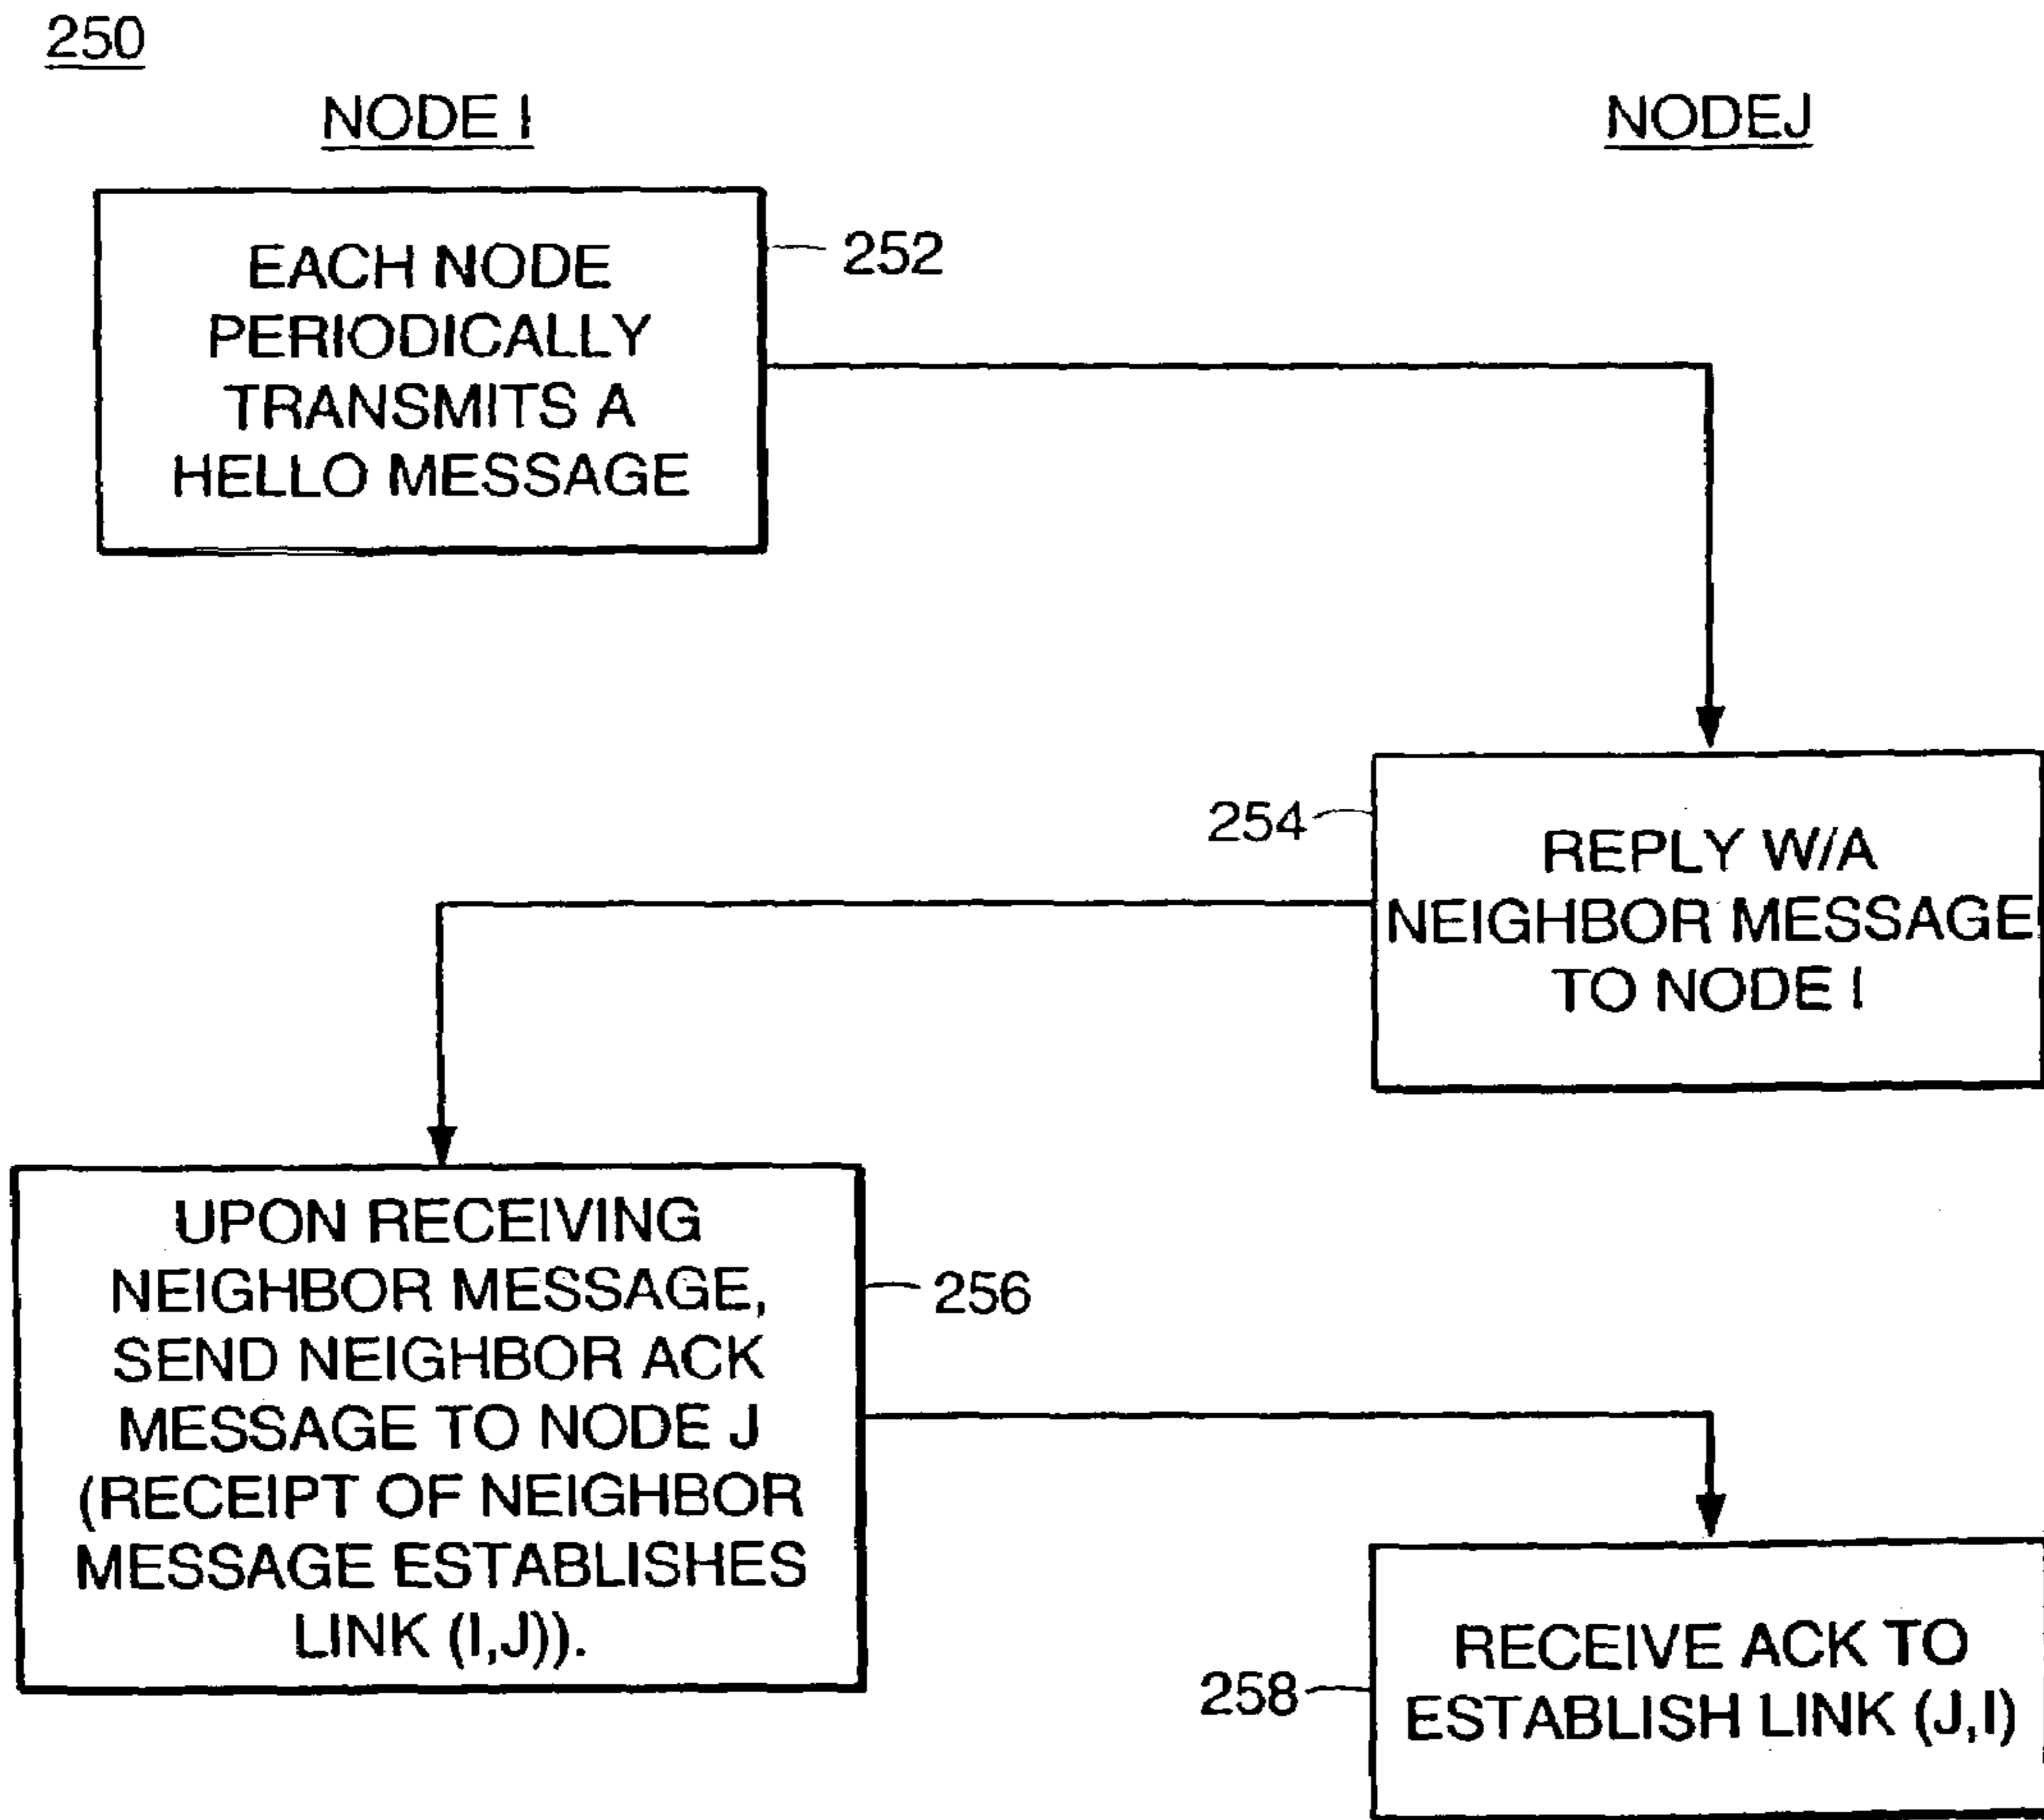 250
NODE I
NODEJ
EACH NODE
PERIODICALLY
TRANSMITS A
HELLO MESSAGE
252
254
REPLY W/A
NEIGHBOR MESSAGE
TO NODE I
UPON RECEIVING
NEIGHBOR MESSAGE,
SEND NEIGHBOR ACK
MESSAGE TO NODE J
(RECEIPT OF NEIGHBOR
MESSAGE ESTABLISHES
LINK (I,J)).
256
258
RECEIVE ACK TO
ESTABLISH LINK (J,I)